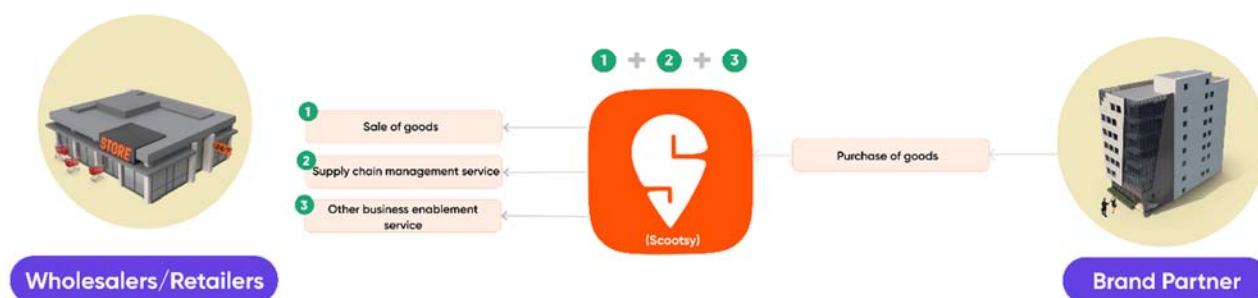 1 + 2 + 3
1
Sale of goods
2
Supply chain management service
3
Other business enablement
service
STORE
(Scootsy)
Purchase of goods
Wholesalers/Retailers
Brand Partner